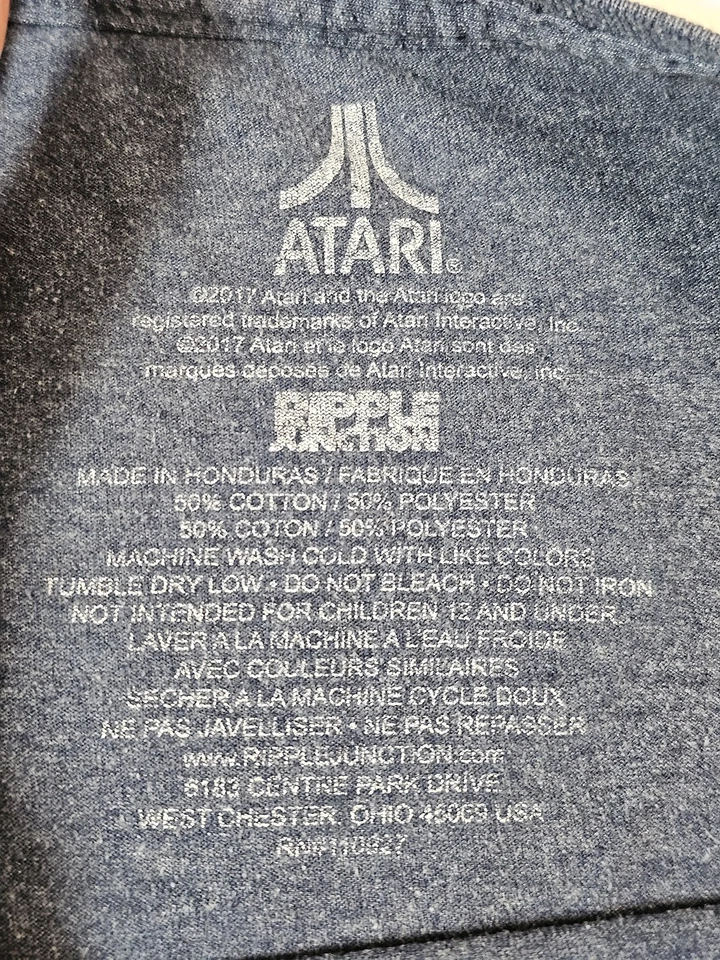 ATARI®
©2017 Atari and the Atari logo are
registered trademarks of Atari Interactive, Inc.
©2017 Atari et le logo Atari sont des
marques déposées de Atari Interactive, Inc.
RIPPLE
JUNCTION
MADE IN HONDURAS / FABRIQUE EN HONDURAS
50% COTTON / 50% POLYESTER
50% COTON / 50% POLYESTER
MACHINE WASH COLD WITH LIKE COLORS
TUMBLE DRY LOW • DO NOT BLEACH • DO NOT IRON
NOT INTENDED FOR CHILDREN 12 AND UNDER
LAVER A LA MACHINE A L'EAU FROIDE
AVEC COULEURS SIMILAIRES
SECHER A LA MACHINE CYCLE DOUX
NE PAS JAVELLISER • NE PAS REPASSER
www.RIPPLEJUNCTION.com
6183 CENTRE PARK DRIVE
WEST CHESTER, OHIO 45069 USA
RN#110927